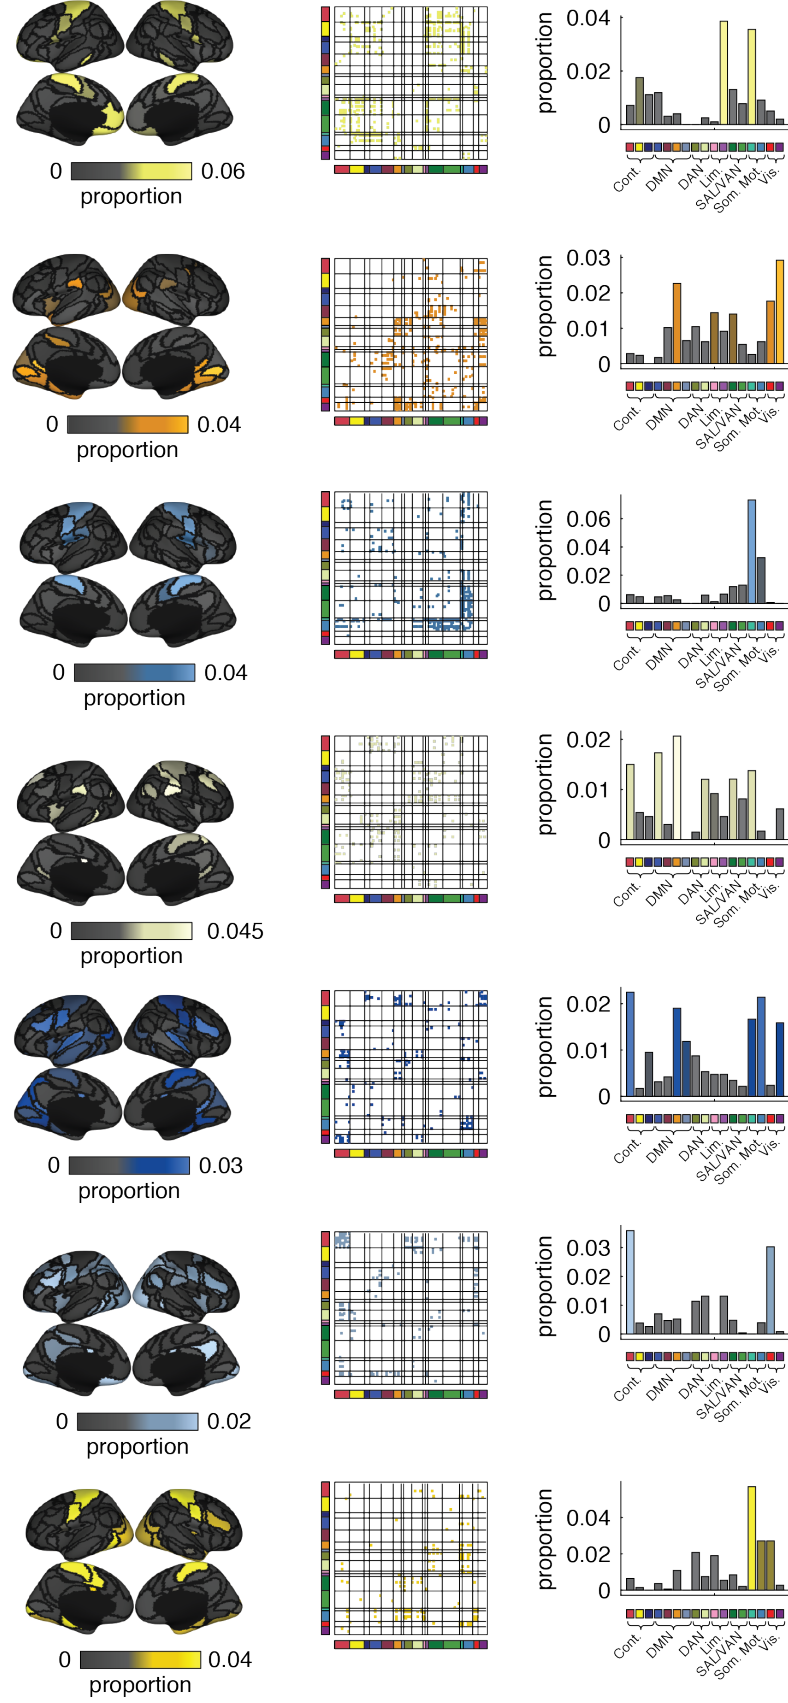 0 0.06
proportion
proportion
0.04
0.02
0
Cont. DMN DAN Lim. SAL/VAN Som. Mot. Vis.
0 0.04
proportion
proportion
0.03
0.02
0.01
0
Cont. DMN DAN Lim. SAL/VAN Som. Mot. Vis.
0 0.04
proportion
proportion
0.06
0.04
0.02
0
Cont. DMN DAN Lim. SAL/VAN Som. Mot. Vis.
0 0.045
proportion
proportion
0.02
0.01
0
Cont. DMN DAN Lim. SAL/VAN Som. Mot. Vis.
0 0.03
proportion
proportion
0.02
0.01
0
Cont. DMN DAN Lim. SAL/VAN Som. Mot. Vis.
0 0.02
proportion
proportion
0.03
0.02
0.01
0
Cont. DMN DAN Lim. SAL/VAN Som. Mot. Vis.
0 0.04
proportion
proportion
0.04
0.02
0
Cont. DMN DAN Lim. SAL/VAN Som. Mot. Vis.